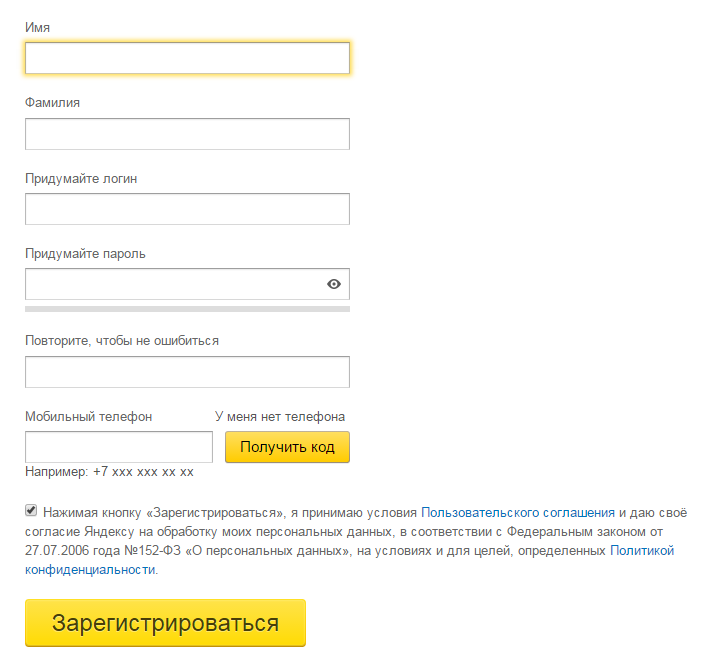 Имя
Фамилия
Придумайте логин
Придумайте пароль
Повторите, чтобы не ошибиться
Мобильный телефон У меня нет телефона
Получить код
Например: +7 xxx xxx xx xx
Нажимая кнопку «Зарегистрироваться», я принимаю условия Пользовательского соглашения и даю своё
согласие Яндексу на обработку моих персональных данных, в соответствии с Федеральным законом от
27.07.2006 года №152-ФЗ «О персональных данных», на условиях и для целей, определенных Политикой
конфиденциальности.
Зарегистрироваться